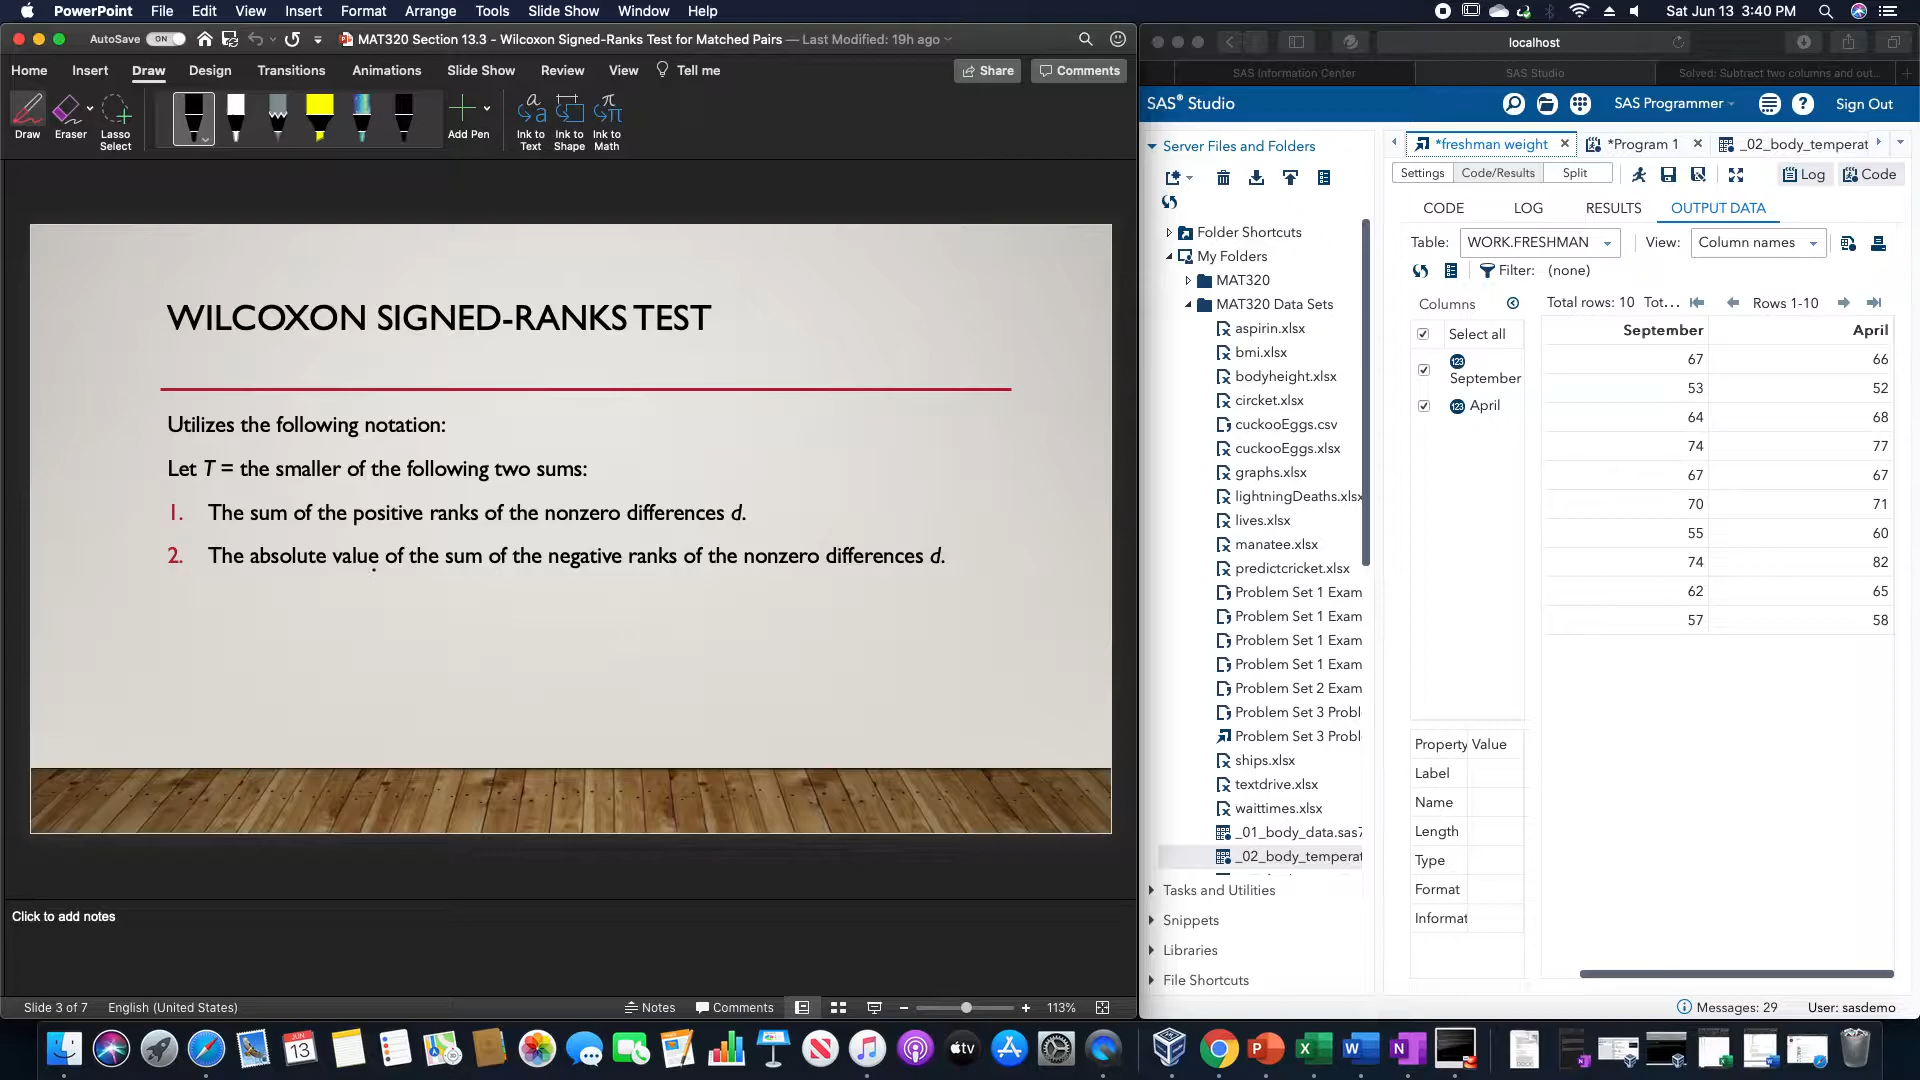 PowerPoint File Edit View Insert Format Arrange Tools Slide Show Window Help
Sat Jun 13 3:40 PM
AutoSave ON
MAT320 Section 13.3 - Wilcoxon Signed-Ranks Test for Matched Pairs — Last Modified: 19h ago
Home Insert Draw Design Transitions Animations Slide Show Review View Tell me
Share Comments
Draw Eraser Lasso Select Add Pen Ink to Text Ink to Shape Ink to Math
WILCOXON SIGNED-RANKS TEST
Utilizes the following notation:
Let T = the smaller of the following two sums:
1. The sum of the positive ranks of the nonzero differences d.
2. The absolute value of the sum of the negative ranks of the nonzero differences d.
Click to add notes
Slide 3 of 7 English (United States) Notes Comments 113%
localhost
SAS Information Center SAS Studio Solved: Subtract two columns and out...
SAS® Studio SAS Programmer Sign Out
Server Files and Folders
Folder Shortcuts
My Folders
MAT320
MAT320 Data Sets
aspirin.xlsx
bmi.xlsx
bodyheight.xlsx
circket.xlsx
cuckooEggs.csv
cuckooEggs.xlsx
graphs.xlsx
lightningDeaths.xlsx
lives.xlsx
manatee.xlsx
predictcricket.xlsx
Problem Set 1 Exam
Problem Set 1 Exam
Problem Set 1 Exam
Problem Set 1 Exam
Problem Set 2 Exam
Problem Set 3 Probl
Problem Set 3 Probl
ships.xlsx
textdrive.xlsx
waittimes.xlsx
_01_body_data.sas7
_02_body_temperat
Tasks and Utilities
Snippets
Libraries
File Shortcuts
*freshman weight *Program 1 _02_body_temperat
Settings Code/Results Split Log Code
CODE LOG RESULTS OUTPUT DATA
Table: WORK.FRESHMAN View: Column names
Filter: (none)
Columns Total rows: 10 Tot... Rows 1-10
Select all
September
April
Property Value
Label
Name
Length
Type
Format
Informat
September April
67 66
53 52
64 68
74 77
67 67
70 71
55 60
74 82
62 65
57 58
Messages: 29 User: sasdemo
JUN
13
tv